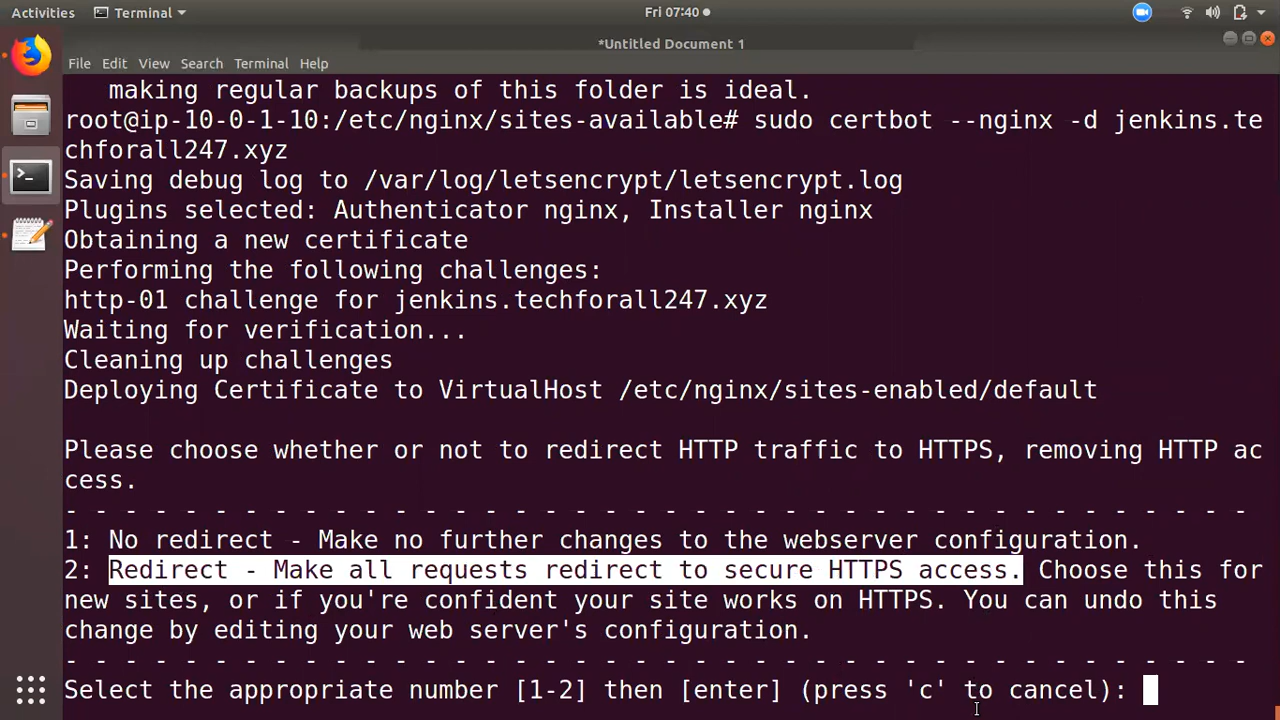 Activities Terminal Fri 07:40
*Untitled Document 1
File Edit View Search Terminal Help
making regular backups of this folder is ideal.
root@ip-10-0-1-10:/etc/nginx/sites-available# sudo certbot --nginx -d jenkins.te
chforall247.xyz
Saving debug log to /var/log/letsencrypt/letsencrypt.log
Plugins selected: Authenticator nginx, Installer nginx
Obtaining a new certificate
Performing the following challenges:
http-01 challenge for jenkins.techforall247.xyz
Waiting for verification...
Cleaning up challenges
Deploying Certificate to VirtualHost /etc/nginx/sites-enabled/default
Please choose whether or not to redirect HTTP traffic to HTTPS, removing HTTP ac
cess.
- - - - - - - - - - - - - - - - - - - - - - - - - - - - - - - - - - - - - - - -
1: No redirect - Make no further changes to the webserver configuration.
2: Redirect - Make all requests redirect to secure HTTPS access. Choose this for
new sites, or if you're confident your site works on HTTPS. You can undo this
change by editing your web server's configuration.
- - - - - - - - - - - - - - - - - - - - - - - - - - - - - - - - - - - - - - - -
Select the appropriate number [1-2] then [enter] (press 'c' to cancel):